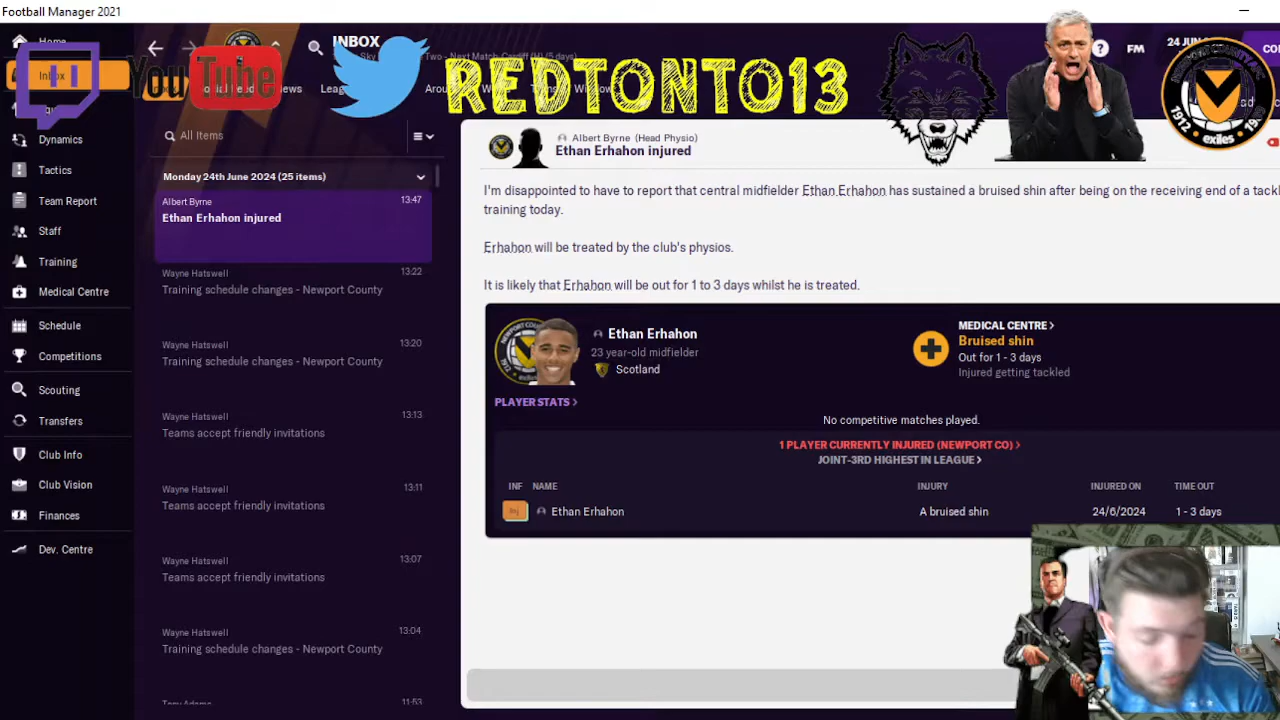 Football Manager 2021
Home
INBOX
24 JUN
FM
Inbox
YouTube
REDTONTO13
1912
exiles
Dynamics
Tactics
Team Report
Staff
Training
Medical Centre
Schedule
Competitions
Scouting
Transfers
Club Info
Club Vision
Finances
Dev. Centre
All Items
Monday 24th June 2024 (25 items)
Albert Byrne
13:47
Ethan Erhahon injured
Wayne Hatswell
13:22
Training schedule changes - Newport County
Wayne Hatswell
13:20
Training schedule changes - Newport County
Wayne Hatswell
13:13
Teams accept friendly invitations
Wayne Hatswell
13:11
Teams accept friendly invitations
Wayne Hatswell
13:07
Teams accept friendly invitations
Wayne Hatswell
13:04
Training schedule changes - Newport County
Tony Adams
11:53
Albert Byrne (Head Physio)
Ethan Erhahon injured
I'm disappointed to have to report that central midfielder Ethan Erhahon has sustained a bruised shin after being on the receiving end of a tackl
training today.
Erhahon will be treated by the club's physios.
It is likely that Erhahon will be out for 1 to 3 days whilst he is treated.
Ethan Erhahon
23 year-old midfielder
Scotland
MEDICAL CENTRE >
Bruised shin
Out for 1 - 3 days
Injured getting tackled
PLAYER STATS >
No competitive matches played.
1 PLAYER CURRENTLY INJURED (NEWPORT CO) >
JOINT-3RD HIGHEST IN LEAGUE >
INF NAME INJURY INJURED ON TIME OUT
Inj Ethan Erhahon A bruised shin 24/6/2024 1 - 3 days